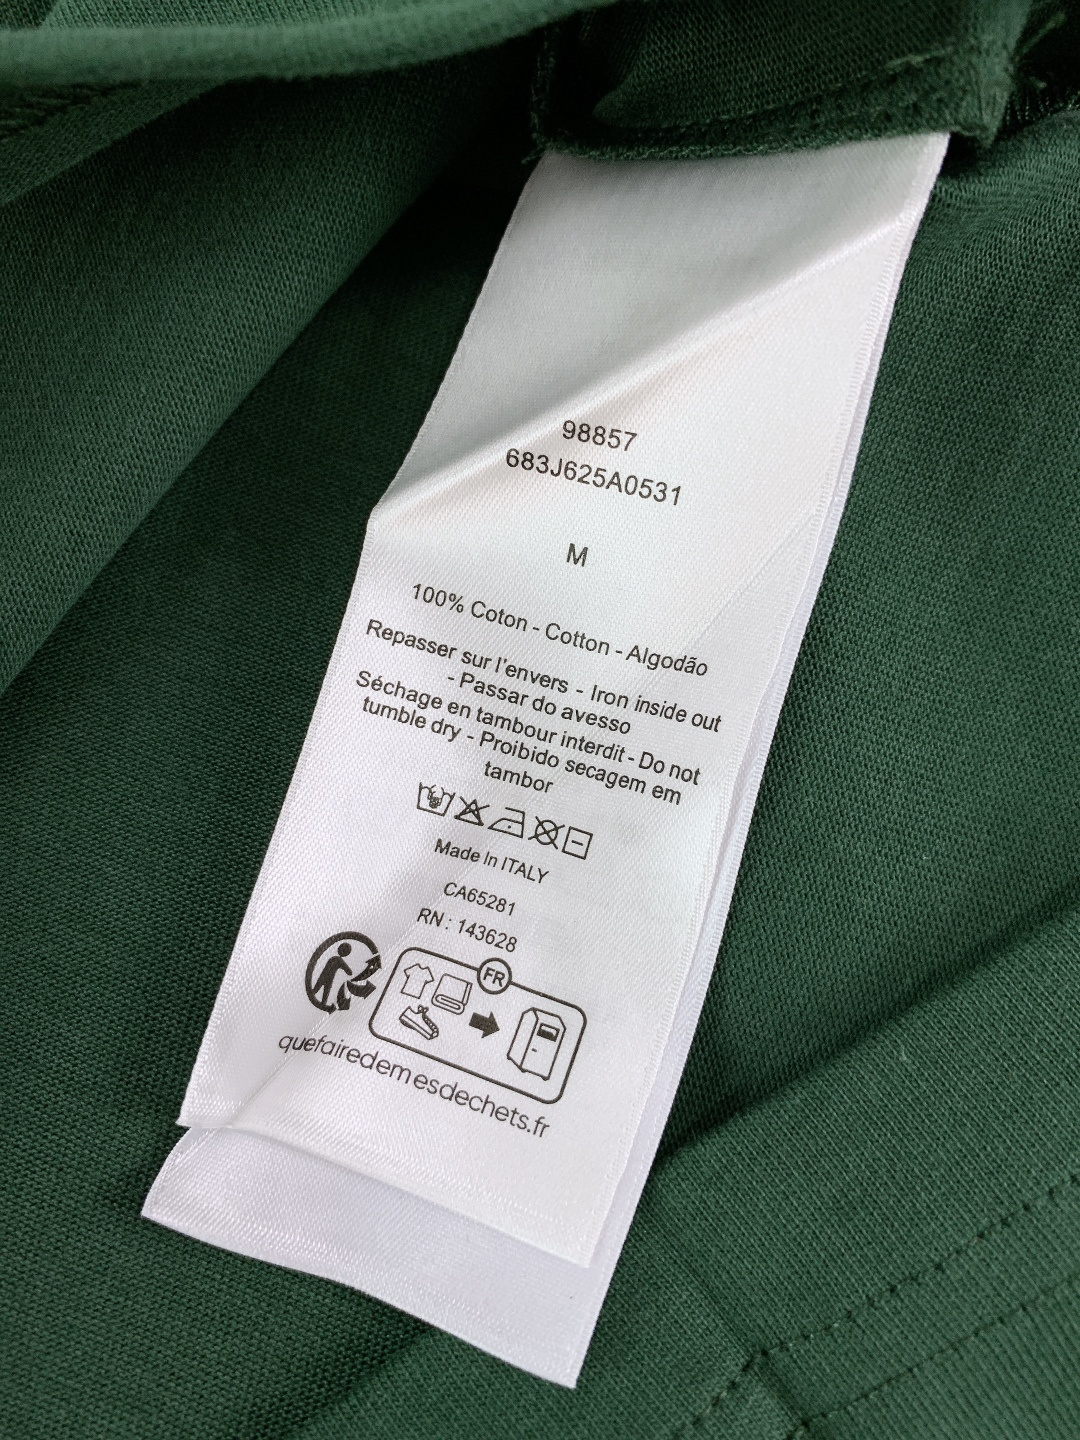 98857
683J625A0531
M
100% Coton - Cotton - Algodão
Repasser sur l'envers - Iron inside out
- Passar do avesso
Séchage en tambour interdit - Do not
tumble dry - Proibido secagem em
tambor
Made In ITALY
CA65281
RN : 143628
FR
quefairedemesdechets.fr